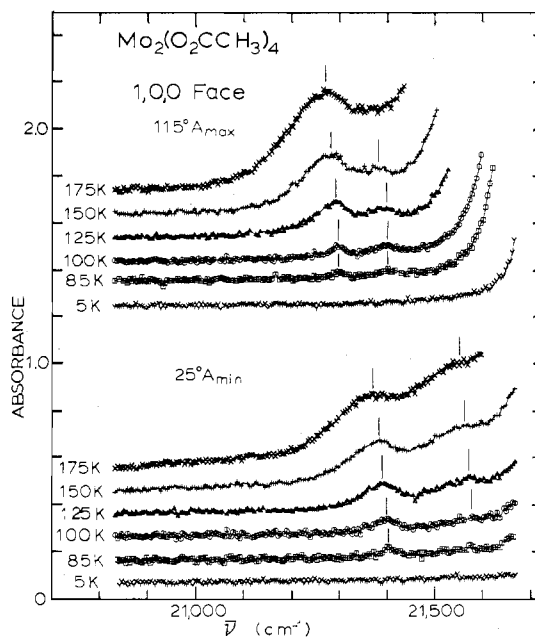 Mo₂(O₂CCH₃)₄
1,0,0 Face
115°Amax
2.0
175K
150K
125K
100K
85K
5K
1.0
25°Amin
175K
150K
125K
100K
85K
5K
0
ABSORBANCE
21,000
21,500
ν̅ (cm⁻¹)